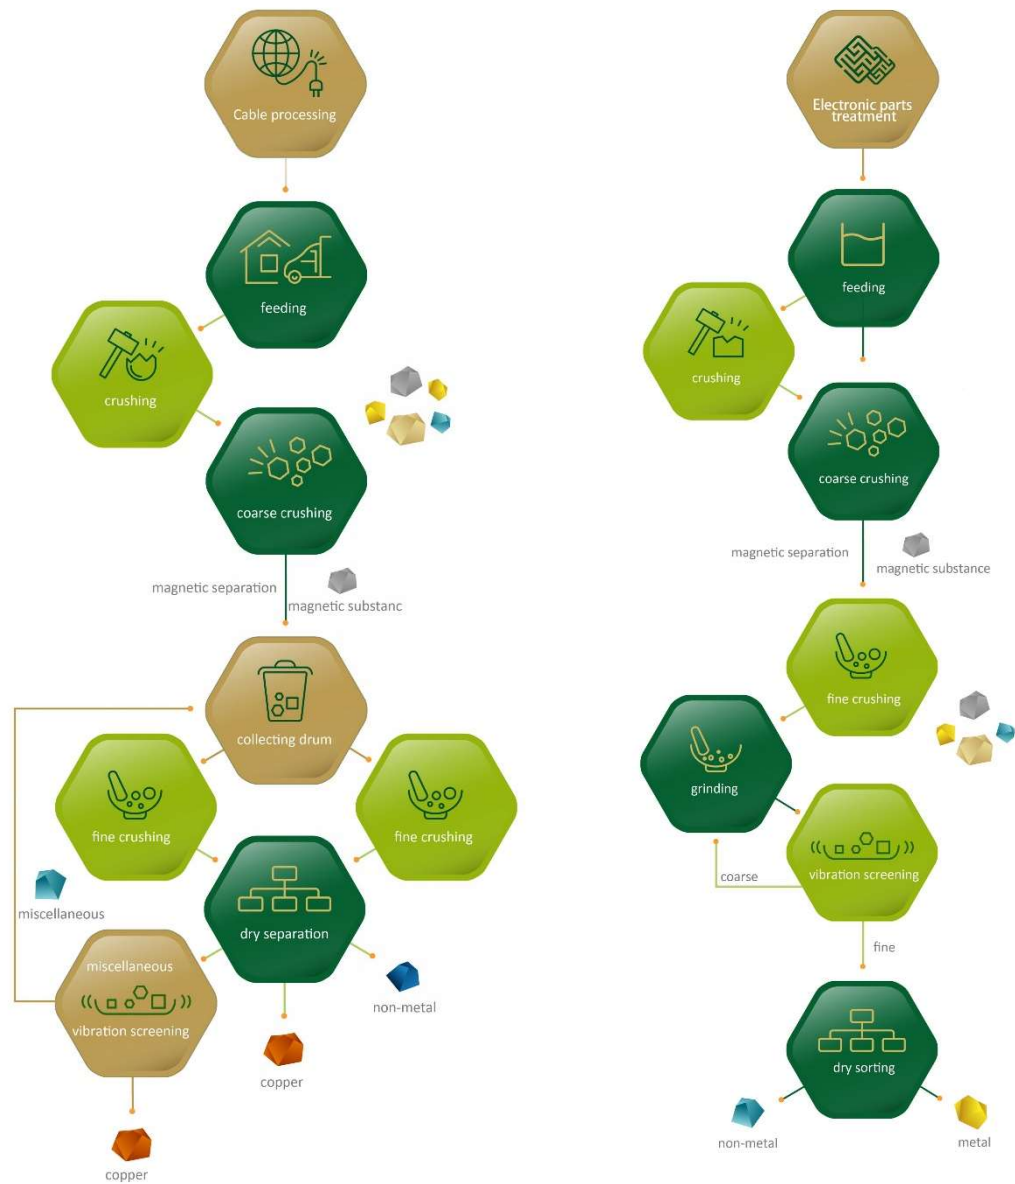 Cable processing
feeding
crushing
coarse crushing
magnetic separation
magnetic substanc
collecting drum
fine crushing
fine crushing
miscellaneous
dry separation
miscellaneous
vibration screening
non-metal
copper
copper
Electronic parts
treatment
feeding
crushing
coarse crushing
magnetic separation
magnetic substance
fine crushing
grinding
vibration screening
coarse
fine
dry sorting
non-metal
metal